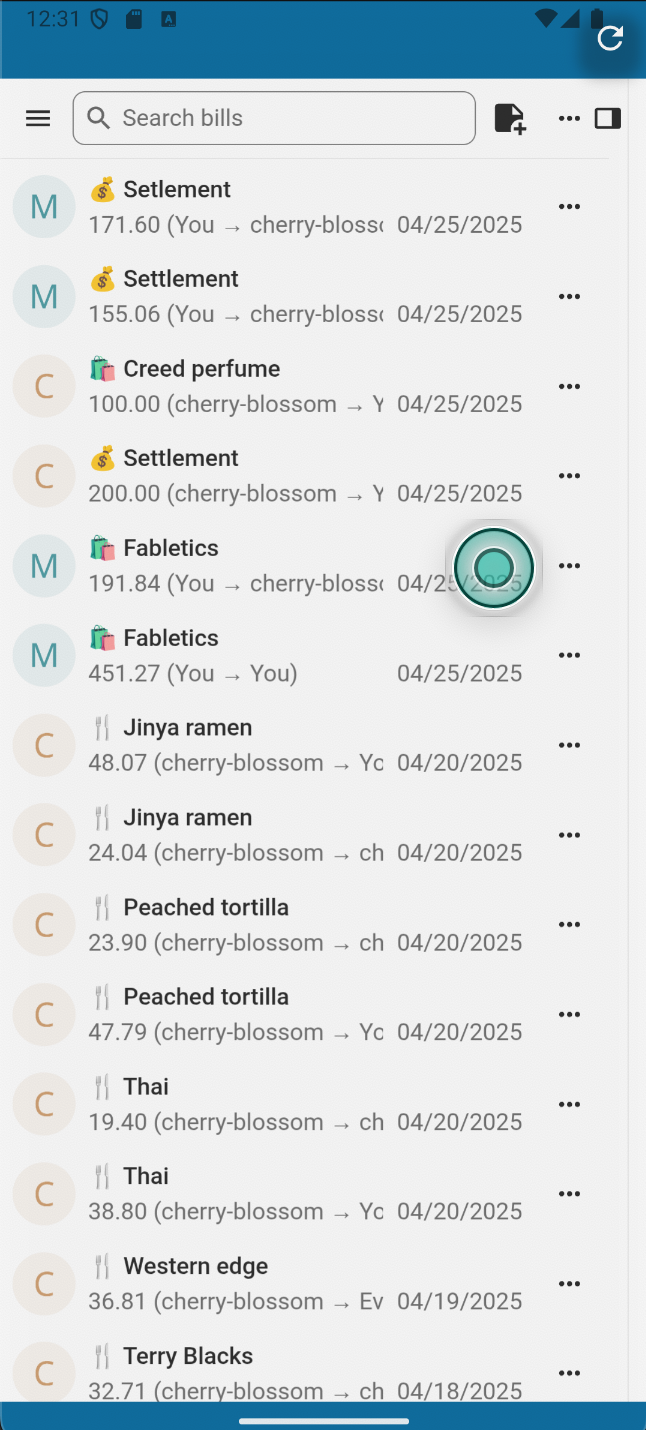 12:31
A
Search bills
M
💰 Setlement
171.60 (You → cherry-blossc 04/25/2025
M
💰 Settlement
155.06 (You → cherry-blossc 04/25/2025
C
🛍️ Creed perfume
100.00 (cherry-blossom → Y 04/25/2025
C
💰 Settlement
200.00 (cherry-blossom → Y 04/25/2025
M
🛍️ Fabletics
191.84 (You → cherry-blossc 04/25/2025
M
🛍️ Fabletics
451.27 (You → You) 04/25/2025
C
🍴 Jinya ramen
48.07 (cherry-blossom → Yo 04/20/2025
C
🍴 Jinya ramen
24.04 (cherry-blossom → ch 04/20/2025
C
🍴 Peached tortilla
23.90 (cherry-blossom → ch 04/20/2025
C
🍴 Peached tortilla
47.79 (cherry-blossom → Yo 04/20/2025
C
🍴 Thai
19.40 (cherry-blossom → ch 04/20/2025
C
🍴 Thai
38.80 (cherry-blossom → Yo 04/20/2025
C
🍴 Western edge
36.81 (cherry-blossom → Ev 04/19/2025
C
🍴 Terry Blacks
32.71 (cherry-blossom → ch 04/18/2025